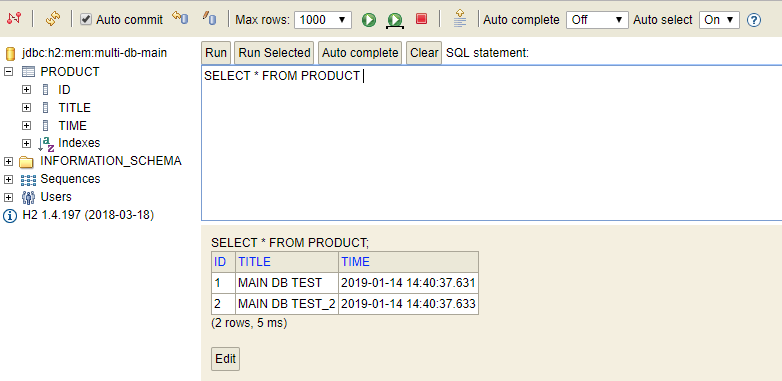 Auto commit Max rows: 1000 Auto complete Off Auto select On
jdbc:h2:mem:multi-db-main
PRODUCT
ID
TITLE
TIME
Indexes
INFORMATION_SCHEMA
Sequences
Users
H2 1.4.197 (2018-03-18)
Run Run Selected Auto complete Clear SQL statement:
SELECT * FROM PRODUCT
SELECT * FROM PRODUCT;
ID TITLE TIME
1 MAIN DB TEST 2019-01-14 14:40:37.631
2 MAIN DB TEST_2 2019-01-14 14:40:37.633
(2 rows, 5 ms)
Edit